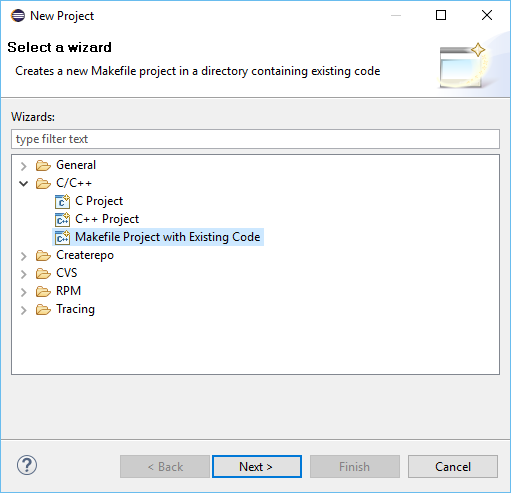 New Project
Select a wizard
Creates a new Makefile project in a directory containing existing code
Wizards:
type filter text
General
C/C++
C Project
C++ Project
Makefile Project with Existing Code
Createrepo
CVS
RPM
Tracing
? < Back Next > Finish Cancel